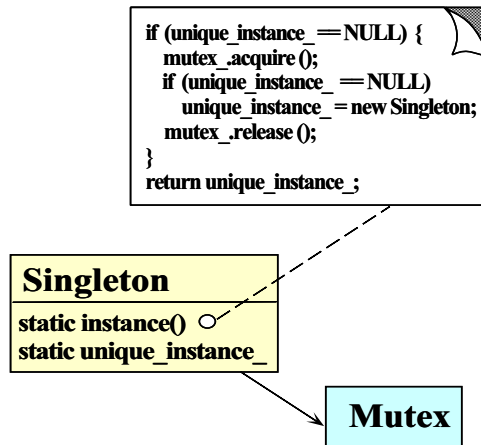 if (unique_instance_ == NULL) {
mutex_.acquire ();
if (unique_instance_ == NULL)
unique_instance_ = new Singleton;
mutex_.release ();
}
return unique_instance_;
Singleton
static instance()
static unique_instance_
Mutex